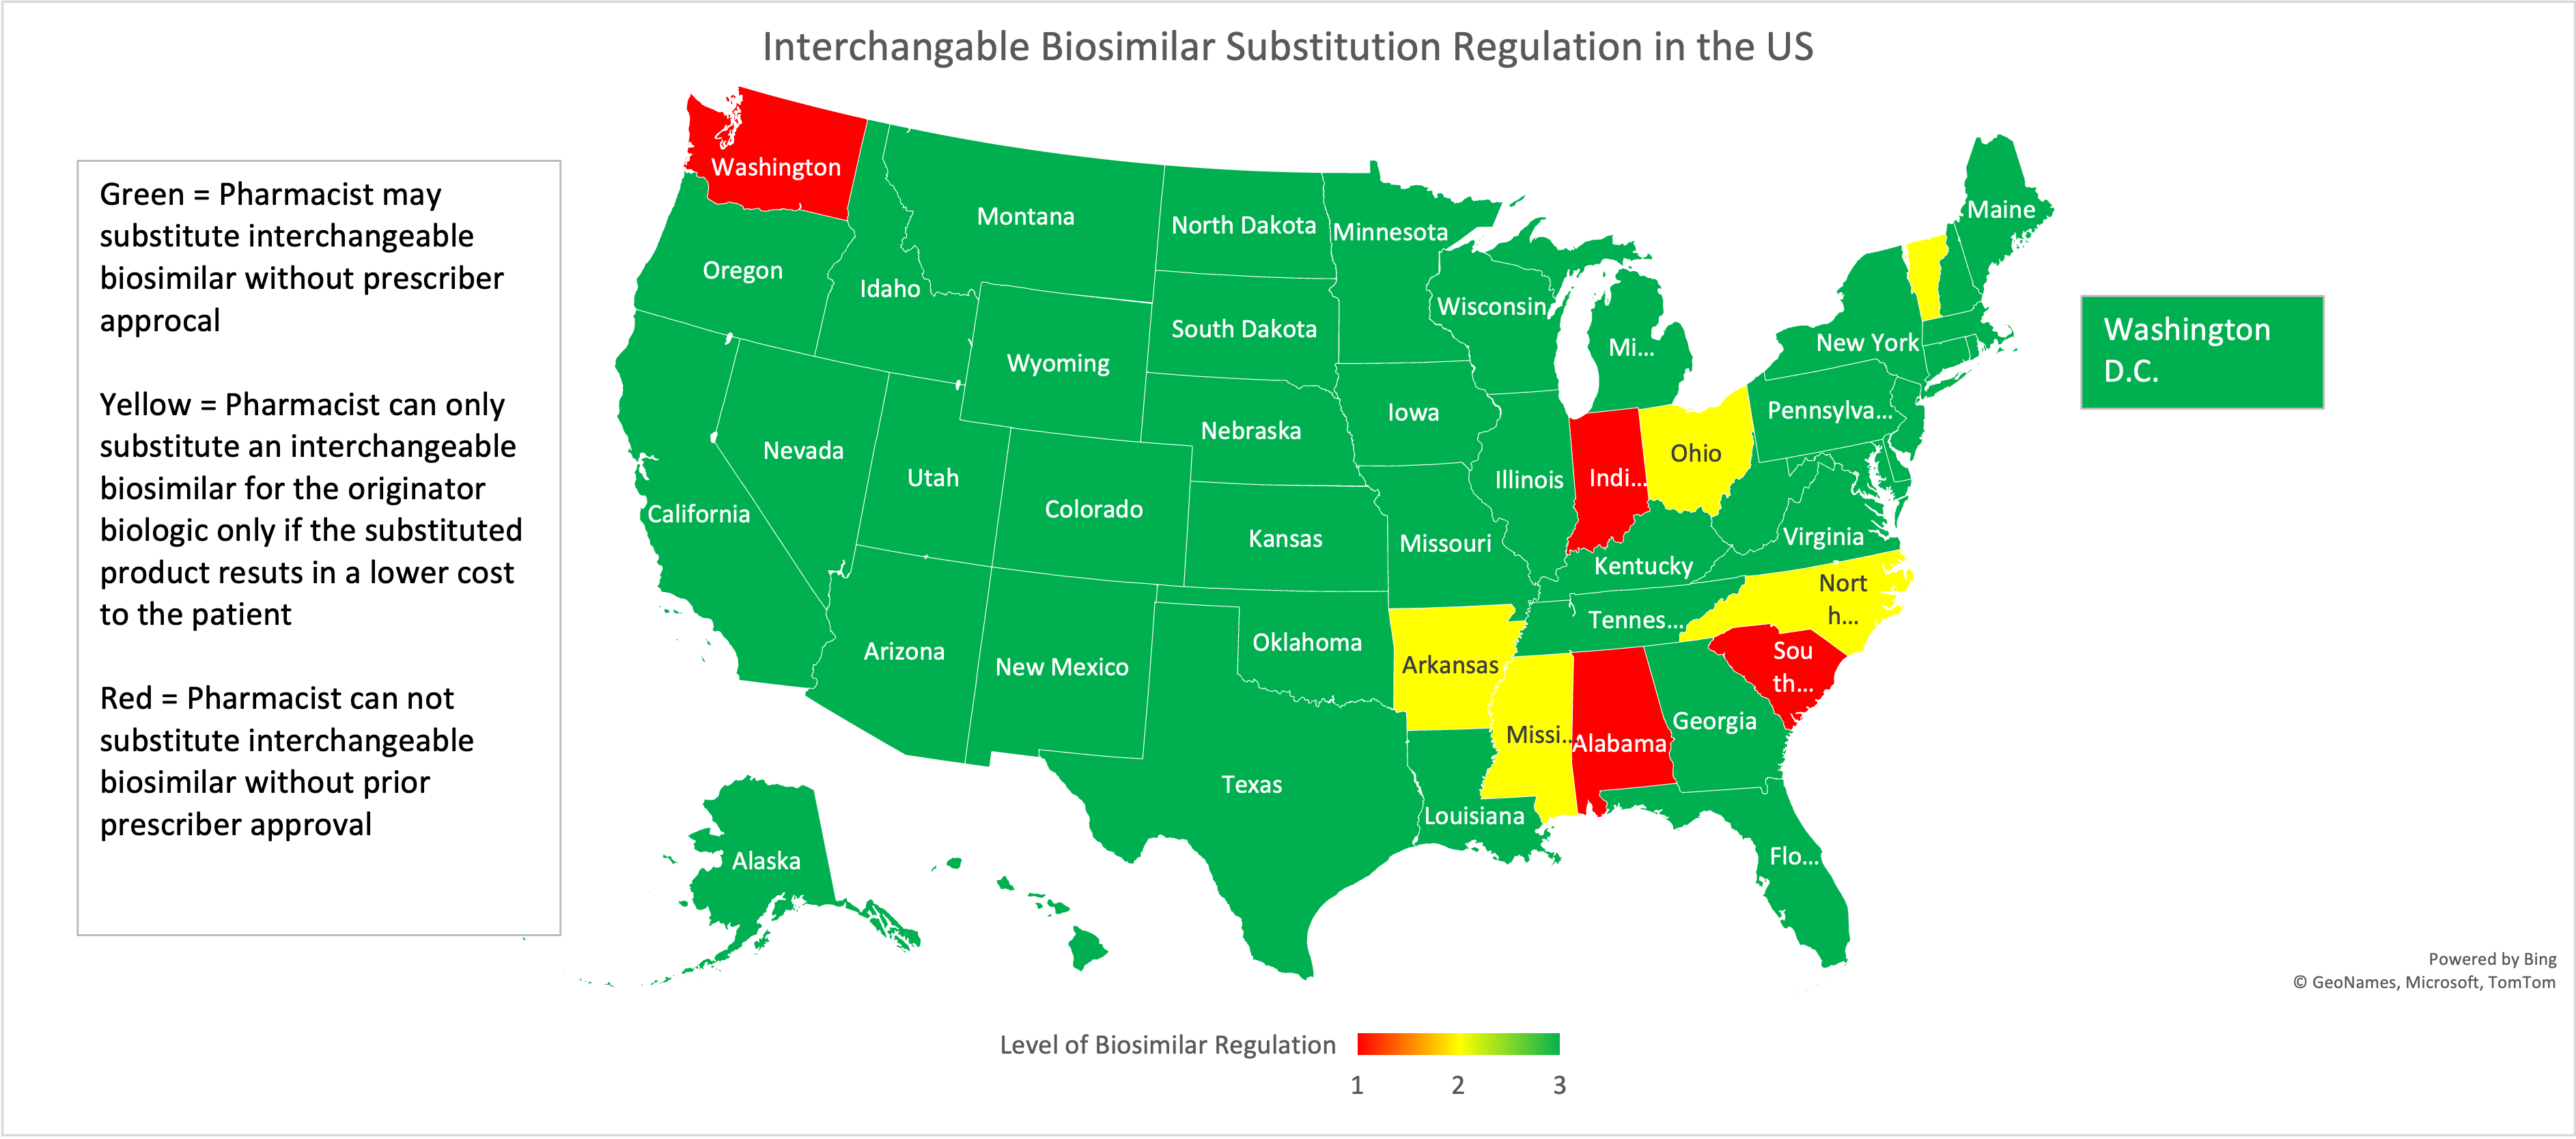 Interchangable Biosimilar Substitution Regulation in the US
Green = Pharmacist may
substitute interchangeable
biosimilar without prescriber
approcal
Yellow = Pharmacist can only
substitute an interchangeable
biosimilar for the originator
biologic only if the substituted
product resuts in a lower cost
to the patient
Red = Pharmacist can not
substitute interchangeable
biosimilar without prior
prescriber approval
Washington
Montana
North Dakota
Minnesota
Maine
Oregon
Idaho
Wisconsin
South Dakota
Wyoming
Mi...
New York
Washington
D.C.
Iowa
Pennsylva...
Nebraska
Nevada
Utah
Illinois
Indi...
Ohio
California
Colorado
Kansas
Missouri
Kentucky
Virginia
Nort
h...
Tennes...
Arizona
New Mexico
Oklahoma
Arkansas
Sou
th...
Missi...
Alabama
Georgia
Texas
Louisiana
Flo...
Alaska
Powered by Bing
© GeoNames, Microsoft, TomTom
Level of Biosimilar Regulation
1 2 3